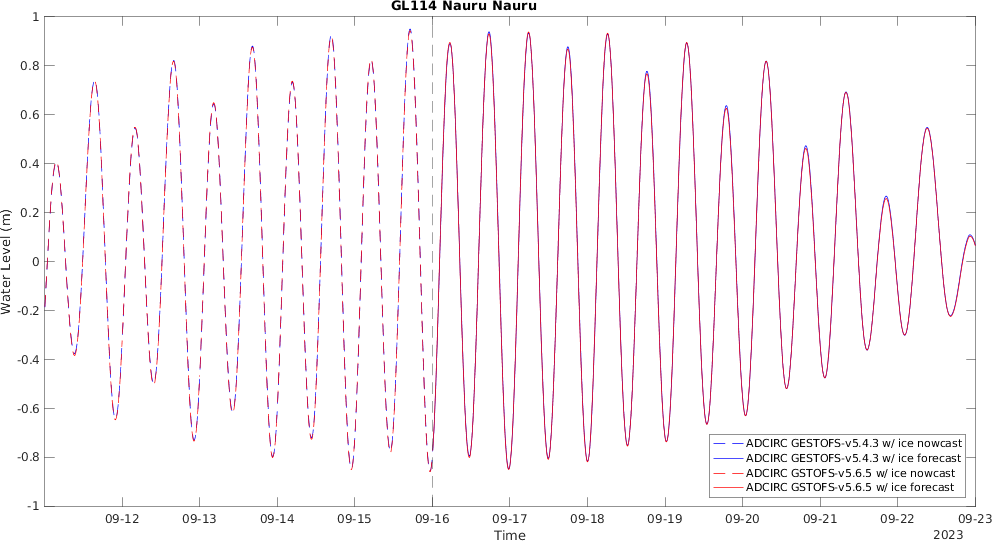 GL114 Nauru Nauru
1
0.8
0.6
0.4
0.2
0
-0.2
-0.4
-0.6
-0.8
-1
Water Level (m)
ADCIRC GESTOFS-v5.4.3 w/ ice nowcast
ADCIRC GESTOFS-v5.4.3 w/ ice forecast
ADCIRC GSTOFS-v5.6.5 w/ ice nowcast
ADCIRC GSTOFS-v5.6.5 w/ ice forecast
09-12 09-13 09-14 09-15 09-16 09-17 09-18 09-19 09-20 09-21 09-22 09-23
Time
2023